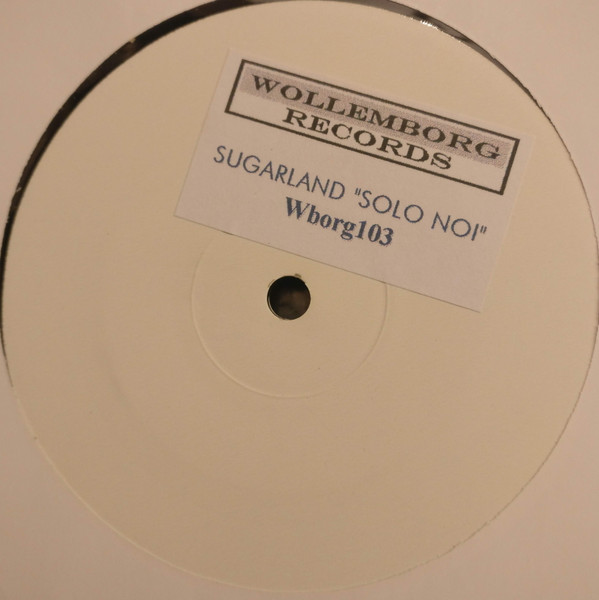 WOLLEMBORG
RECORDS
SUGARLAND "SOLO NOI"
Wborg103